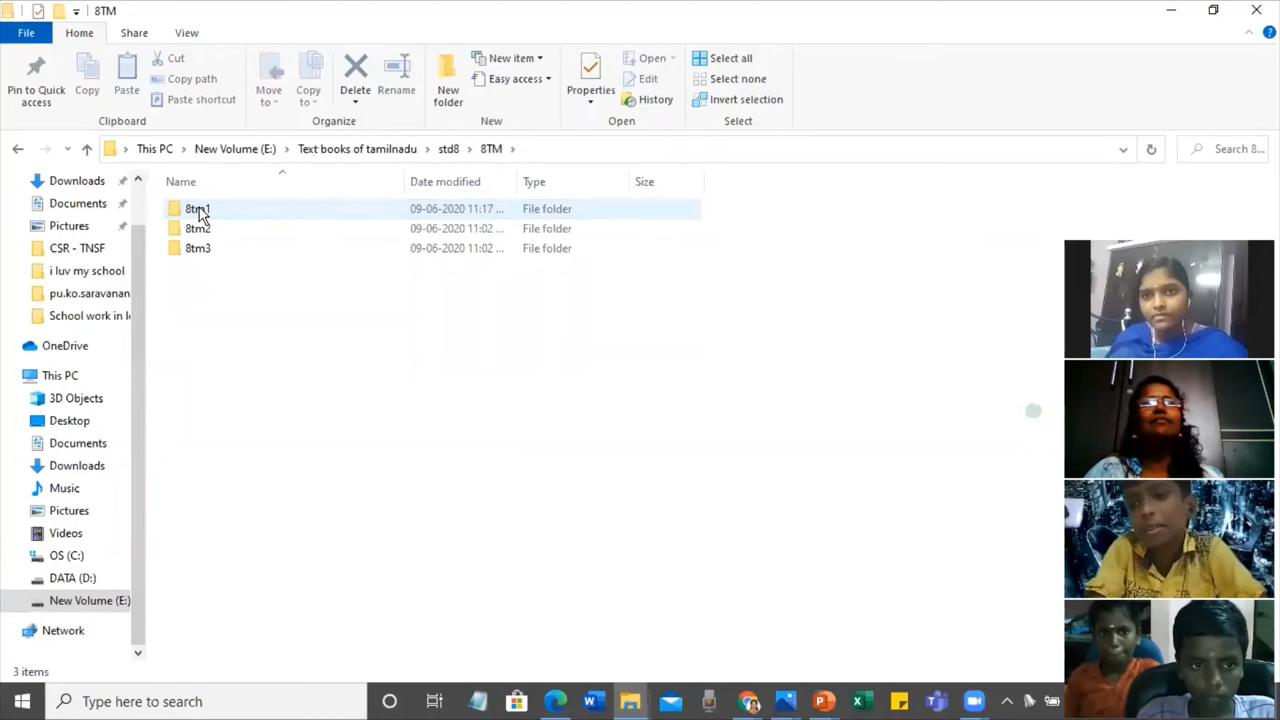 8TM
File
Home
Share
View
Pin to Quick
access
Copy
Paste
Cut
Copy path
Paste shortcut
Clipboard
Move
to
Copy
to
Delete
Rename
Organize
New
folder
New item
Easy access
New
Properties
Open
Edit
History
Open
Select all
Select none
Invert selection
Select
This PC
New Volume (E:)
Text books of tamilnadu
std8
8TM
Search 8...
Name
Date modified
Type
Size
8tm1
09-06-2020 11:17 ...
File folder
8tm2
09-06-2020 11:02 ...
File folder
8tm3
09-06-2020 11:02 ...
File folder
Downloads
Documents
Pictures
CSR - TNSF
i luv my school
pu.ko.saravanan
School work in l
OneDrive
This PC
3D Objects
Desktop
Documents
Downloads
Music
Pictures
Videos
OS (C:)
DATA (D:)
New Volume (E:)
Network
3 items
Type here to search